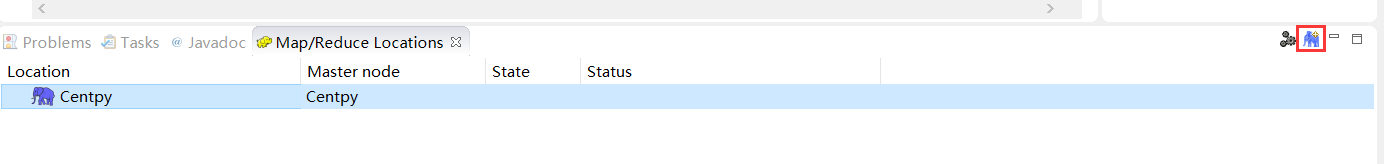 Problems Tasks @ Javadoc Map/Reduce Locations
Location Master node State Status
Centpy Centpy